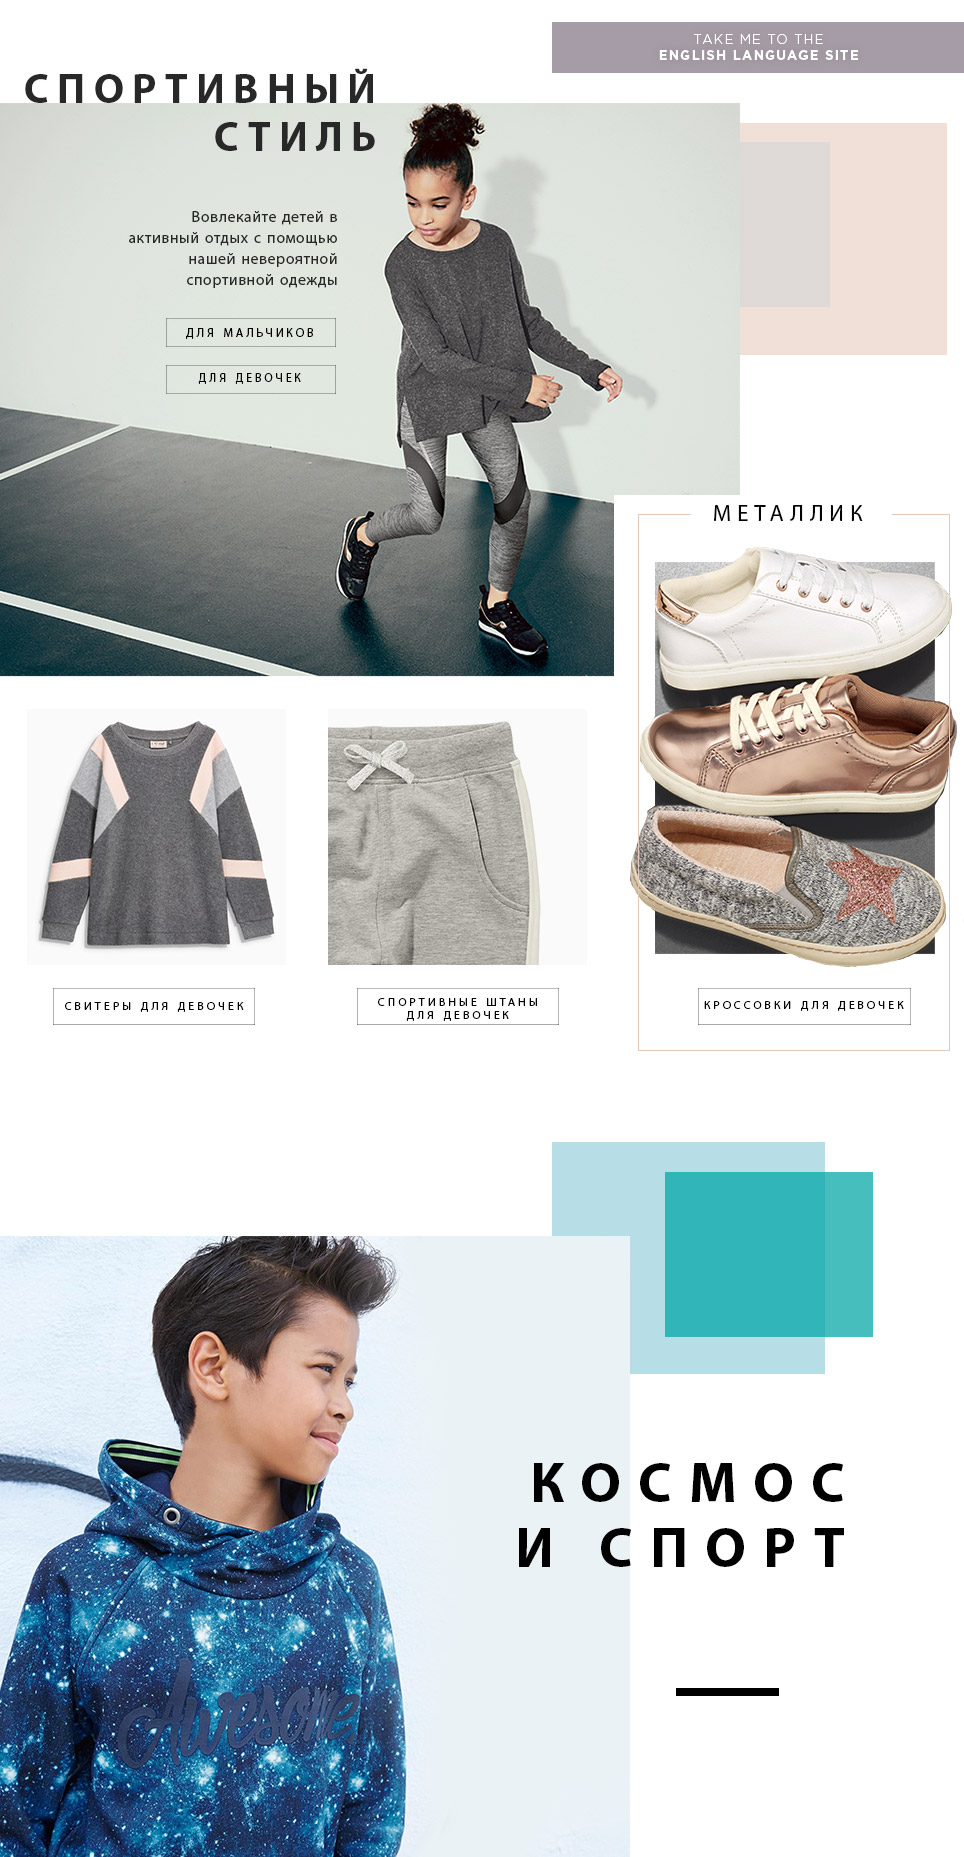 TAKE ME TO THE
ENGLISH LANGUAGE SITE
СПОРТИВНЫЙ
СТИЛЬ
Вовлекайте детей в
активный отдых с помощью
нашей невероятной
спортивной одежды
ДЛЯ МАЛЬЧИКОВ
ДЛЯ ДЕВОЧЕК
МЕТАЛЛИК
СВИТЕРЫ ДЛЯ ДЕВОЧЕК
СПОРТИВНЫЕ ШТАНЫ
ДЛЯ ДЕВОЧЕК
КРОССОВКИ ДЛЯ ДЕВОЧЕК
КОСМОС
И СПОРТ
Awesome